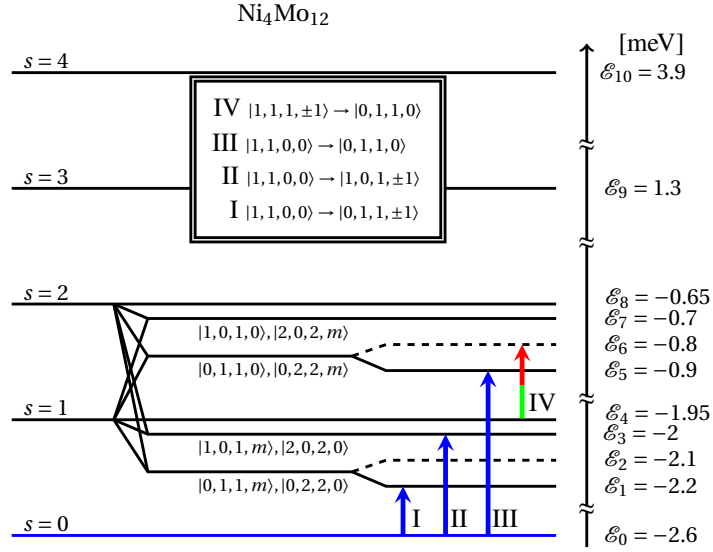 Ni₄Mo₁₂
[meV]
s = 4
ℰ₁₀ = 3.9
IV |1, 1, 1, ±1⟩ → |0, 1, 1, 0⟩
III |1, 1, 0, 0⟩ → |0, 1, 1, 0⟩
II |1, 1, 0, 0⟩ → |1, 0, 1, ±1⟩
I |1, 1, 0, 0⟩ → |0, 1, 1, ±1⟩
s = 3
ℰ₉ = 1.3
s = 2
ℰ₈ = −0.65
ℰ₇ = −0.7
|1, 0, 1, 0⟩, |2, 0, 2, m⟩
ℰ₆ = −0.8
|0, 1, 1, 0⟩, |0, 2, 2, m⟩
ℰ₅ = −0.9
IV
s = 1
ℰ₄ = −1.95
ℰ₃ = −2
|1, 0, 1, m⟩, |2, 0, 2, 0⟩
ℰ₂ = −2.1
|0, 1, 1, m⟩, |0, 2, 2, 0⟩
ℰ₁ = −2.2
I II III
s = 0
ℰ₀ = −2.6